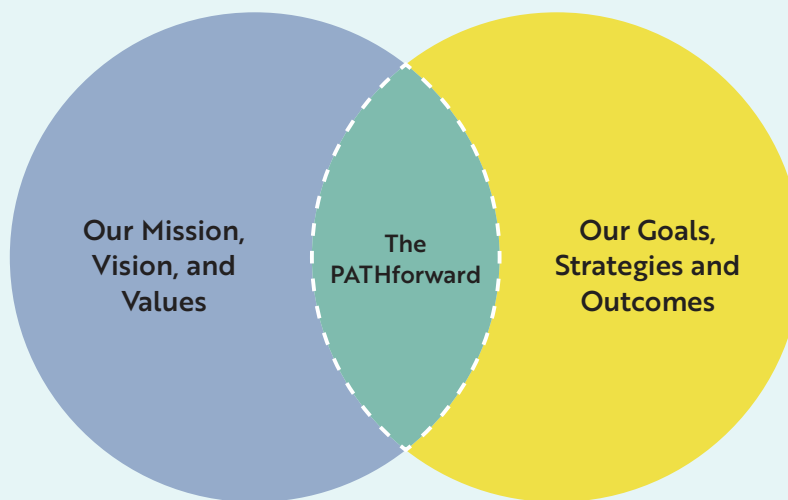 Our Mission,
Vision, and
Values
The
PATHforward
Our Goals,
Strategies and
Outcomes